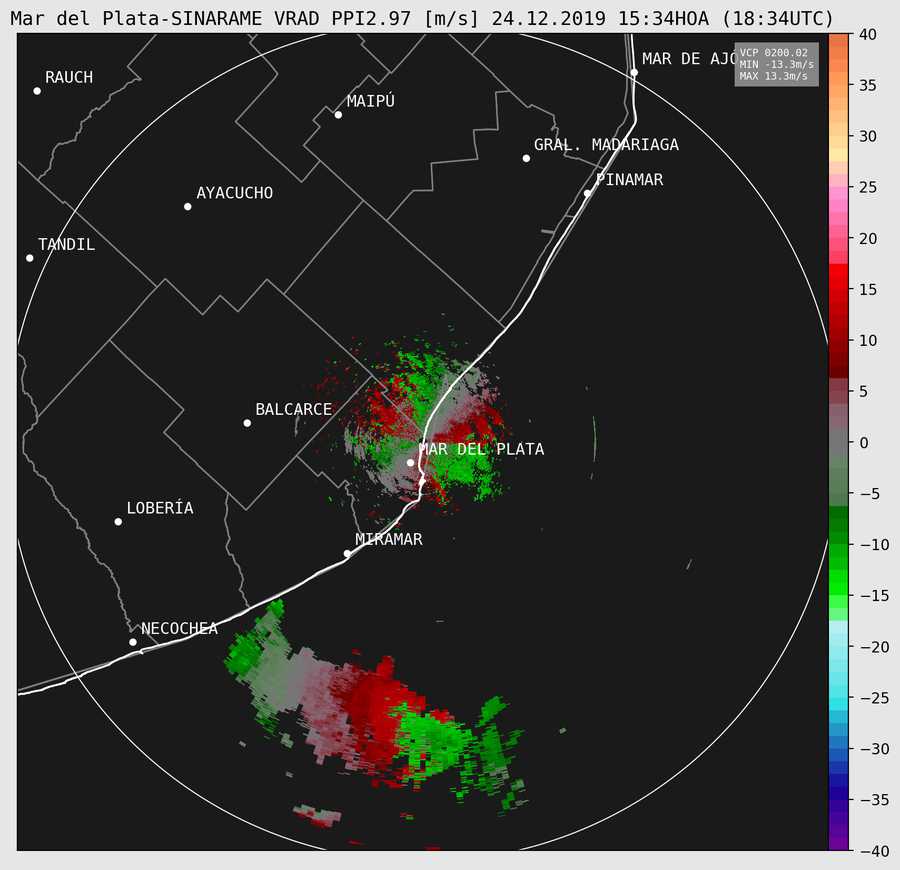 Mar del Plata-SINARAME VRAD PPI2.97 [m/s] 24.12.2019 15:34HOA (18:34UTC)
VCP 0200.02
MIN -13.3m/s
MAX 13.3m/s
MAR DE AJÓ
RAUCH
MAIPÚ
GRAL. MADARIAGA
PINAMAR
AYACUCHO
TANDIL
BALCARCE
MAR DEL PLATA
LOBERÍA
MIRAMAR
NECOCHEA
40
35
30
25
20
15
10
5
0
−5
−10
−15
−20
−25
−30
−35
−40